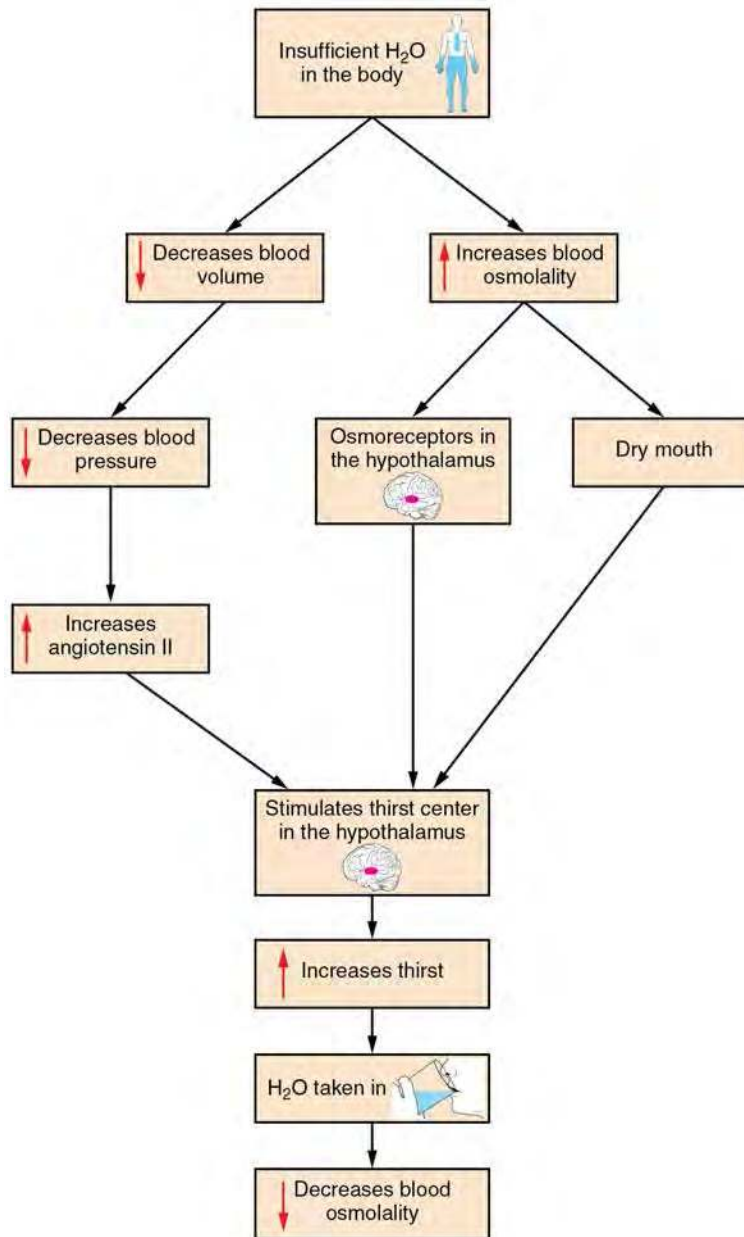 Insufficient H₂O
in the body
Decreases blood
volume
Increases blood
osmolality
Decreases blood
pressure
Osmoreceptors in
the hypothalamus
Dry mouth
Increases
angiotensin II
Stimulates thirst center
in the hypothalamus
Increases thirst
H₂O taken in
Decreases blood
osmolality